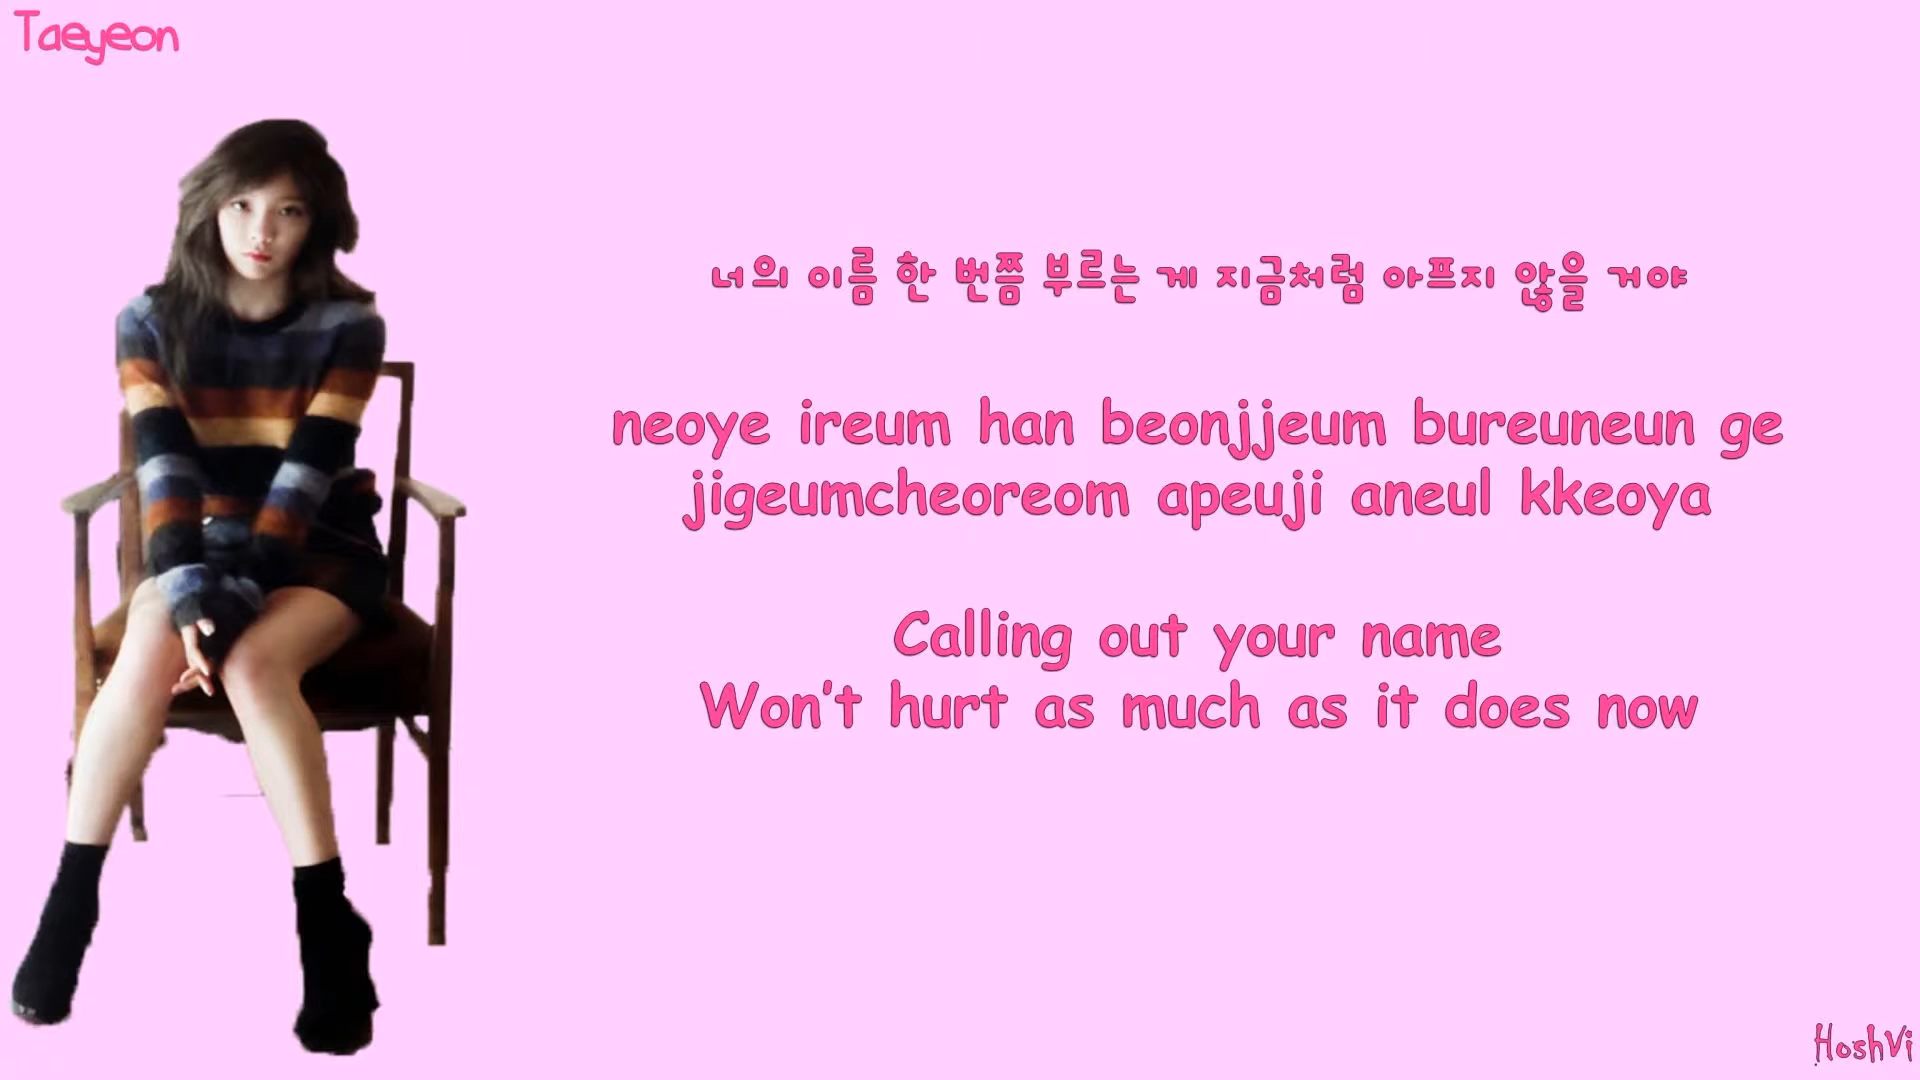 Taeyeon
너의 이름 한 번쯤 부르는 게 지금처럼 아프지 않을 거야
neoye ireum han beonjjeum bureuneun ge
jigeumcheoreom apeuji aneul kkeoya
Calling out your name
Won't hurt as much as it does now
HoshVi